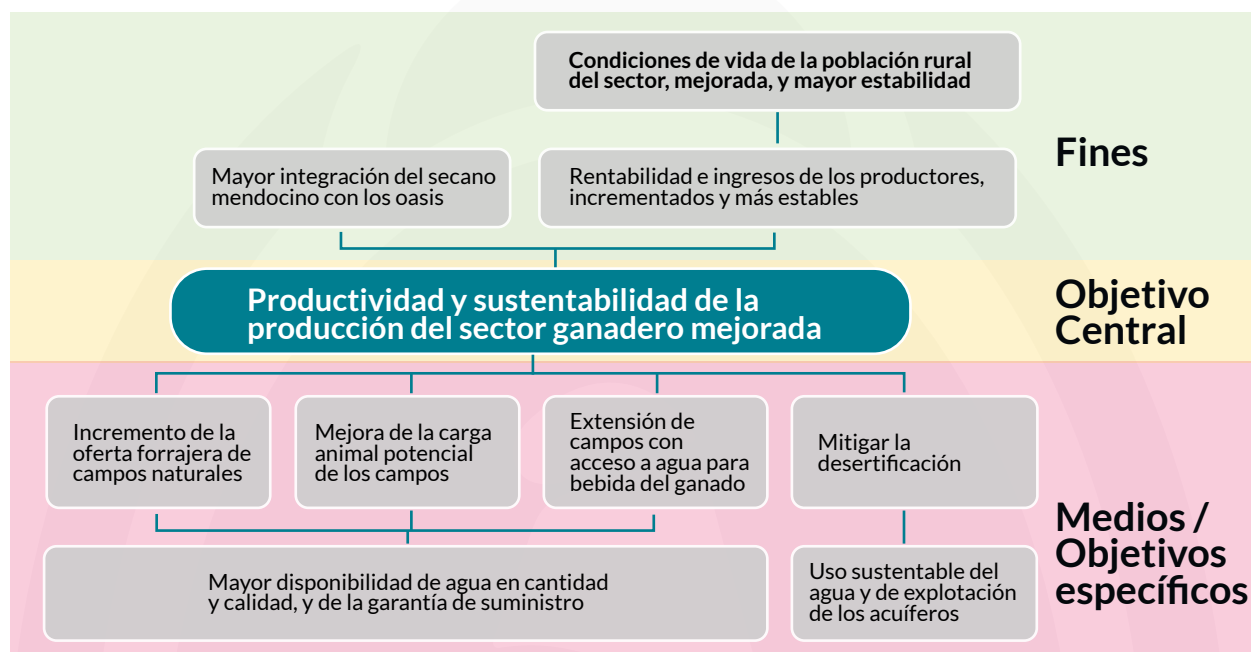 Condiciones de vida de la población rural
del sector, mejorada, y mayor estabilidad
Fines
Mayor integración del secano
mendocino con los oasis
Rentabilidad e ingresos de los productores,
incrementados y más estables
Productividad y sustentabilidad de la
producción del sector ganadero mejorada
Objetivo
Central
Incremento de la
oferta forrajera de
campos naturales
Mejora de la carga
animal potencial
de los campos
Extensión de
campos con
acceso a agua para
bebida del ganado
Mitigar la
desertificación
Medios /
Objetivos
específicos
Mayor disponibilidad de agua en cantidad
y calidad, y de la garantía de suministro
Uso sustentable del
agua y de explotación
de los acuíferos